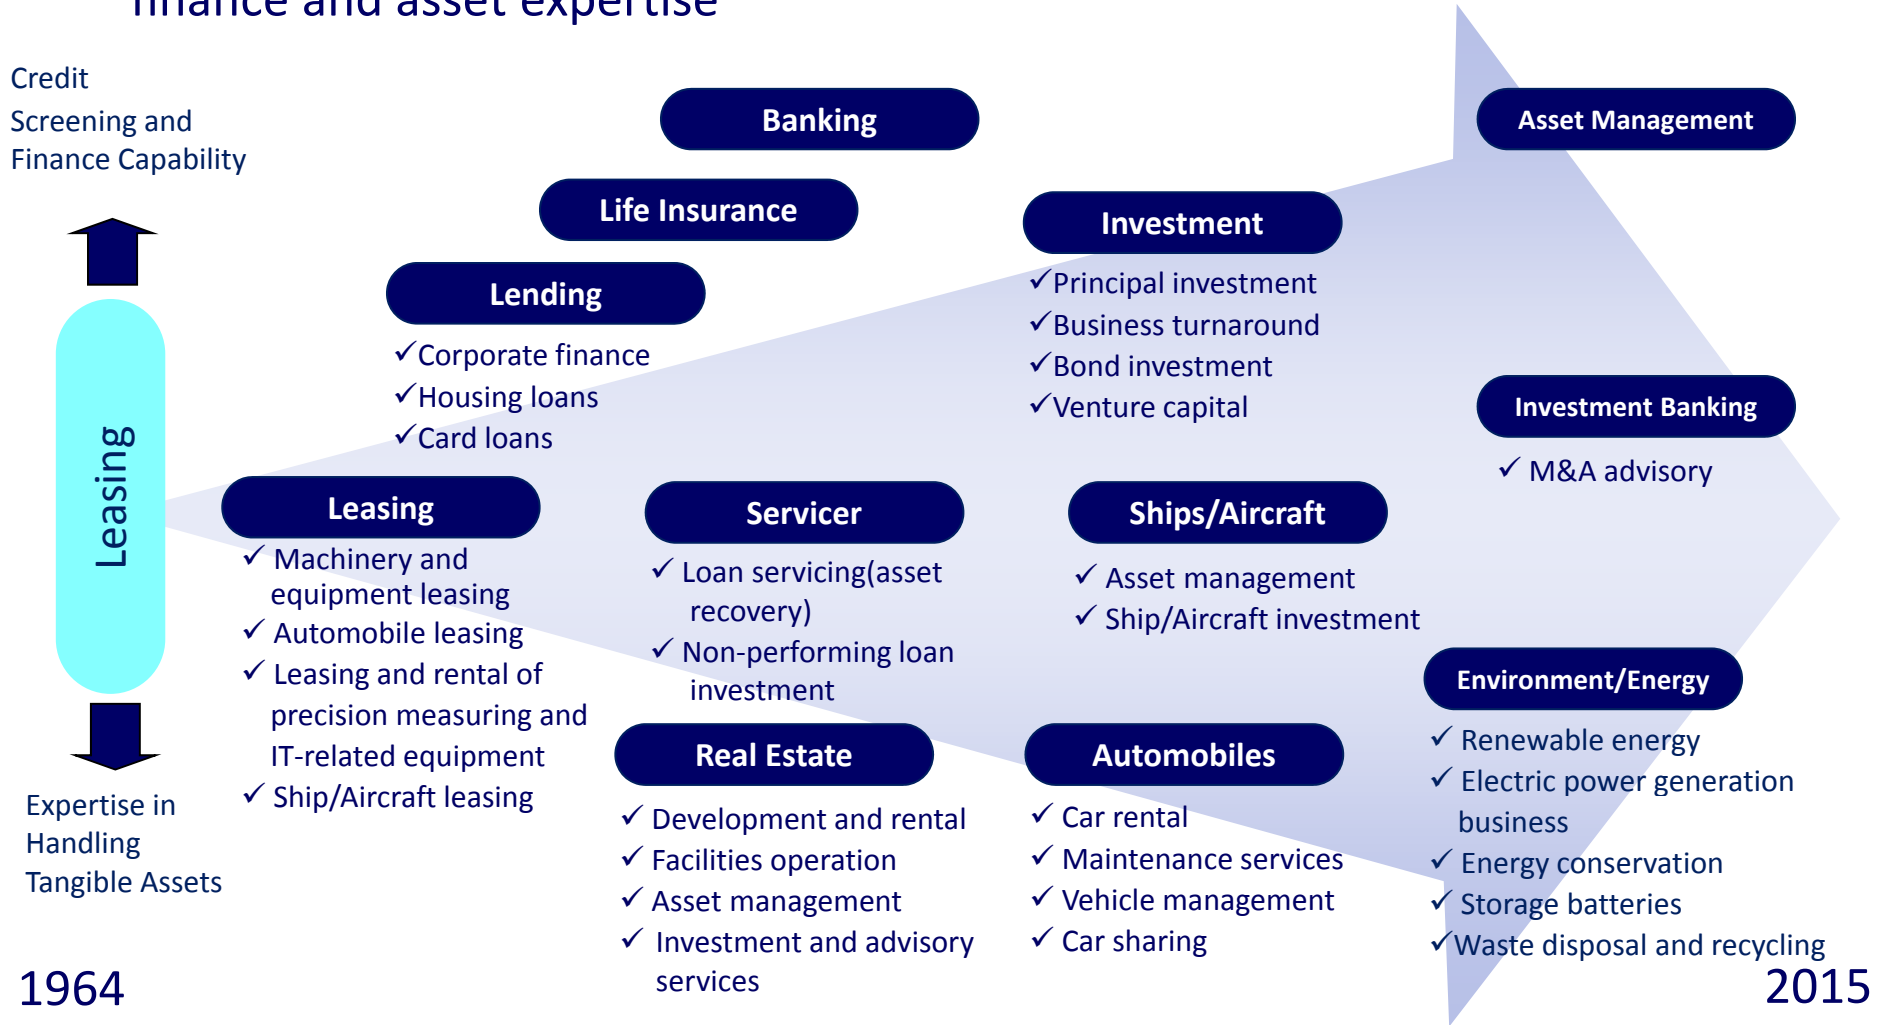 finance and asset expertise
Credit
Screening and
Finance Capability
Leasing
Expertise in
Handling
Tangible Assets
1964
Banking
Life Insurance
Lending
✓Corporate finance
✓Housing loans
✓Card loans
Leasing
✓ Machinery and
equipment leasing
✓ Automobile leasing
✓ Leasing and rental of
precision measuring and
IT-related equipment
✓ Ship/Aircraft leasing
Servicer
✓ Loan servicing(asset
recovery)
✓ Non-performing loan
investment
Real Estate
✓ Development and rental
✓ Facilities operation
✓ Asset management
✓ Investment and advisory
services
Investment
✓Principal investment
✓Business turnaround
✓Bond investment
✓Venture capital
Ships/Aircraft
✓ Asset management
✓ Ship/Aircraft investment
Automobiles
✓ Car rental
✓ Maintenance services
✓ Vehicle management
✓ Car sharing
Asset Management
Investment Banking
✓ M&A advisory
Environment/Energy
✓ Renewable energy
✓ Electric power generation
business
✓ Energy conservation
✓ Storage batteries
✓Waste disposal and recycling
2015